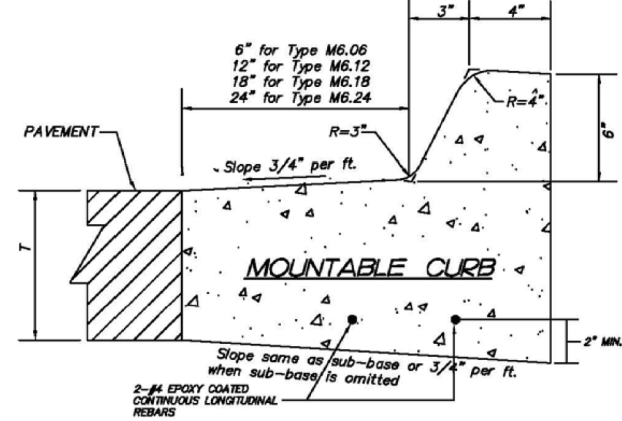 3" 4"
6" for Type M6.06
12" for Type M6.12
18" for Type M6.18
24" for Type M6.24
PAVEMENT
R=3"
R=4"
6"
Slope 3/4" per ft.
T
MOUNTABLE CURB
2" MIN.
Slope same as sub-base or 3/4" per ft.
when sub-base is omitted
2-#4 EPOXY COATED
CONTINUOUS LONGITUDINAL
REBARS